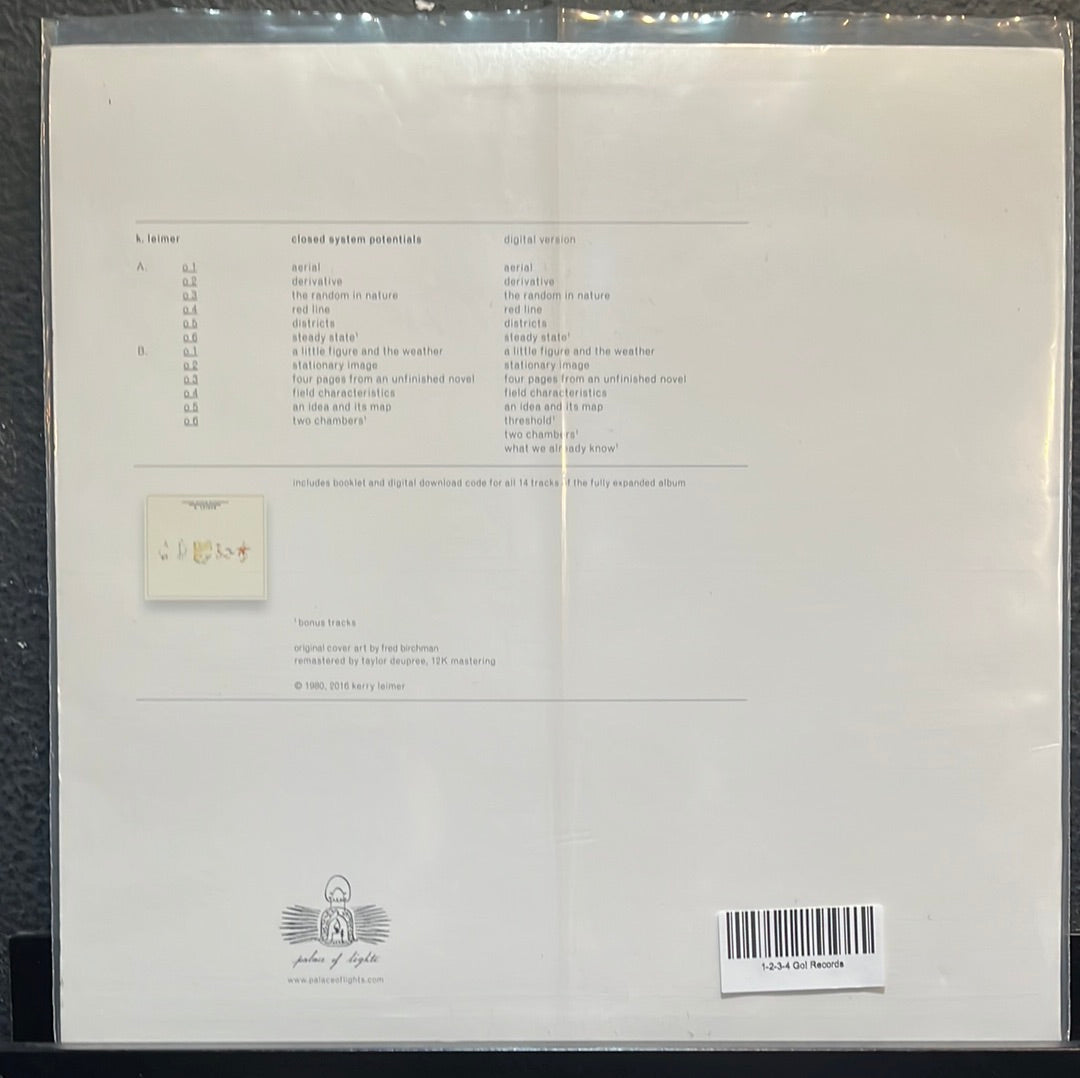 k. leimer closed system potentials digital version
A. 0.1 aerial aerial
0.2 derivative derivative
0.3 the random in nature the random in nature
0.4 red line red line
0.5 districts districts
0.6 steady state¹ steady state¹
B. 0.1 a little figure and the weather a little figure and the weather
0.2 stationary image stationary image
0.3 four pages from an unfinished novel four pages from an unfinished novel
0.4 field characteristics field characteristics
0.5 an idea and its map an idea and its map
0.6 two chambers¹ threshold¹
two chambers¹
what we already know¹
includes booklet and digital download code for all 14 tracks of the fully expanded album
¹bonus tracks
original cover art by fred birchman
remastered by taylor deupree, 12K mastering
© 1980, 2016 kerry leimer
palace of lights
www.palaceoflights.com
1-2-3-4 Go! Records